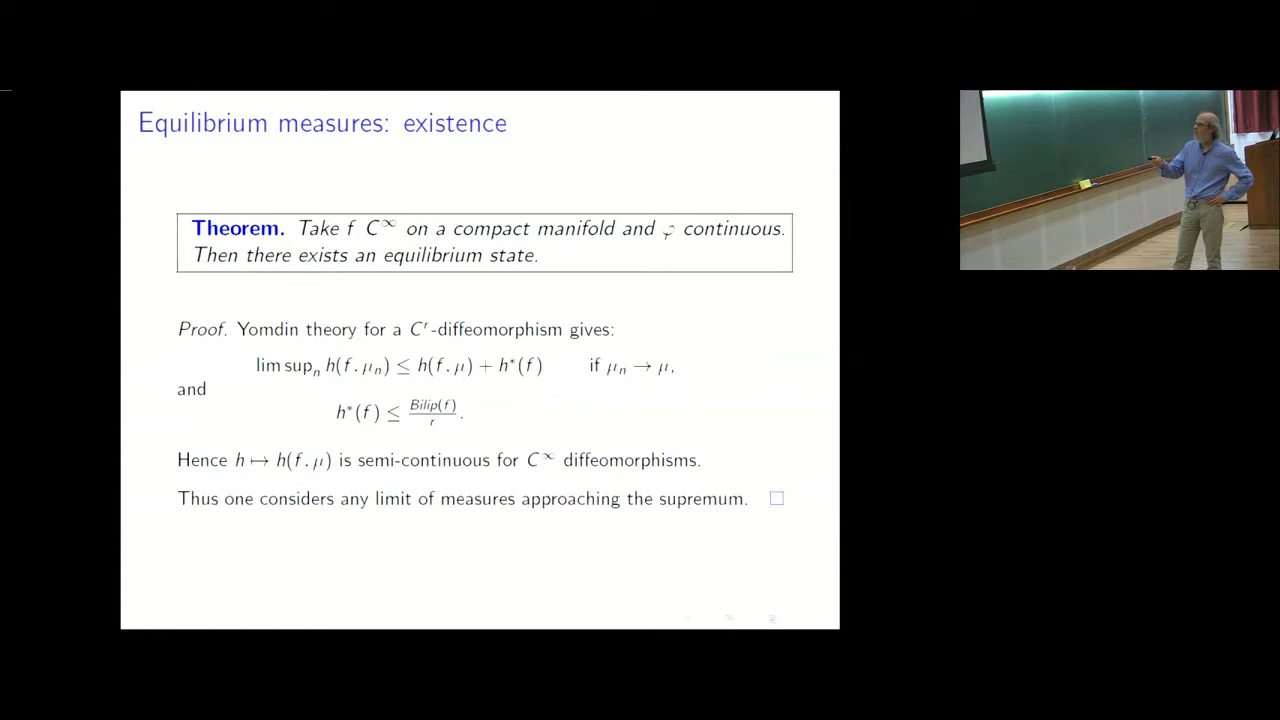 Equilibrium measures: existence
Theorem. Take f C^∞ on a compact manifold and φ continuous.
Then there exists an equilibrium state.
Proof. Yomdin theory for a C^r-diffeomorphism gives:
lim sup_n h(f, μ_n) ≤ h(f, μ) + h*(f) if μ_n → μ,
and
h*(f) ≤ Bilip(f)/r.
Hence h ↦ h(f, μ) is semi-continuous for C^∞ diffeomorphisms.
Thus one considers any limit of measures approaching the supremum. □